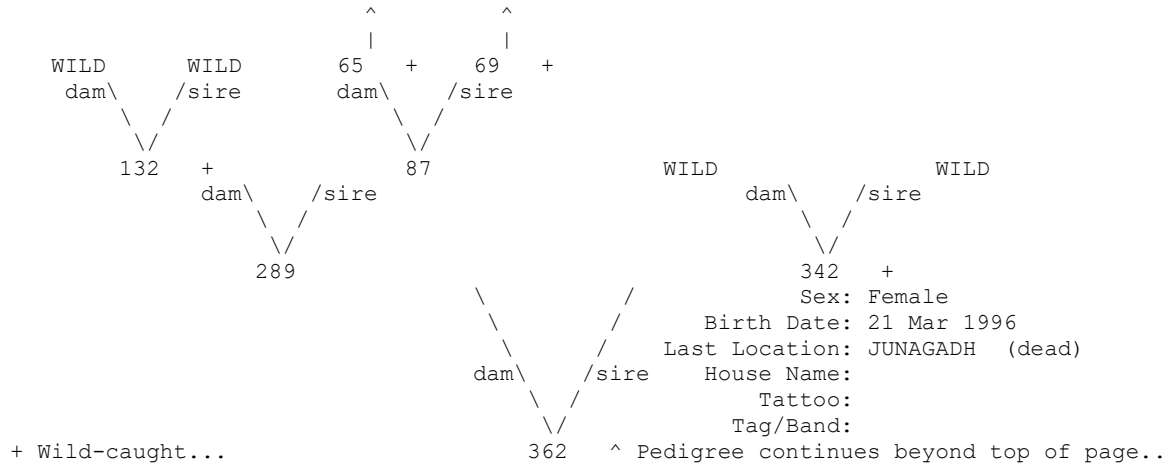 ^ ^
| |
WILD WILD 65 + 69 +
dam\ /sire dam\ /sire
\ / \ /
\/ \/
132 + 87 WILD WILD
dam\ /sire dam\ /sire
\ / \ /
\/ \/
289 342 +
\ / Sex: Female
\ / Birth Date: 21 Mar 1996
\ / Last Location: JUNAGADH (dead)
dam\ /sire House Name:
\ / Tattoo:
\/ Tag/Band:
+ Wild-caught... 362 ^ Pedigree continues beyond top of page..